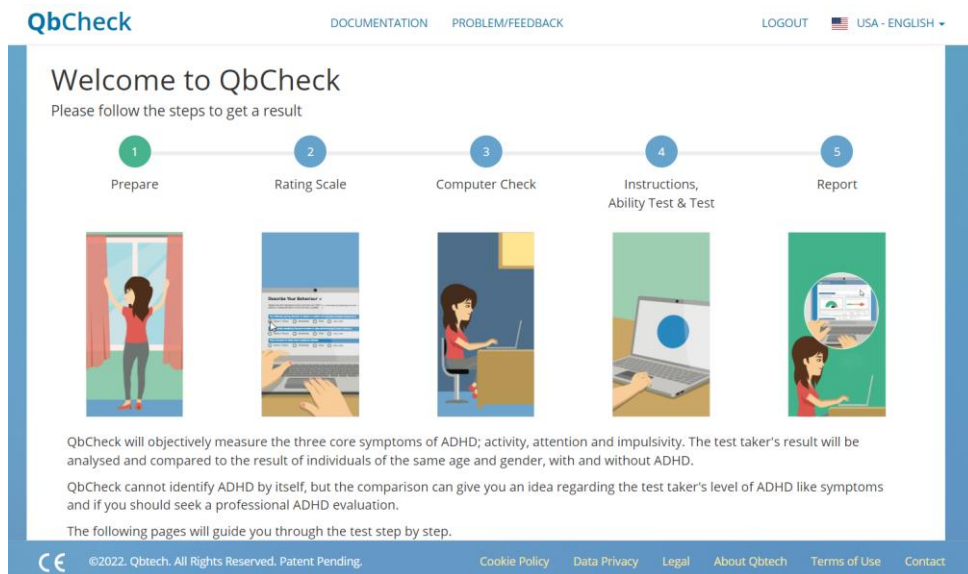 QbCheck
DOCUMENTATION
PROBLEM/FEEDBACK
LOGOUT
USA - ENGLISH
Welcome to QbCheck
Please follow the steps to get a result
1
2
3
4
5
Prepare
Rating Scale
Computer Check
Instructions,
Ability Test & Test
Report
Describe Your Behaviour
QbCheck will objectively measure the three core symptoms of ADHD; activity, attention and impulsivity. The test taker's result will be
analysed and compared to the result of individuals of the same age and gender, with and without ADHD.
QbCheck cannot identify ADHD by itself, but the comparison can give you an idea regarding the test taker's level of ADHD like symptoms
and if you should seek a professional ADHD evaluation.
The following pages will guide you through the test step by step.
CE
©2022. Qbtech. All Rights Reserved. Patent Pending.
Cookie Policy
Data Privacy
Legal
About Qbtech
Terms of Use
Contact